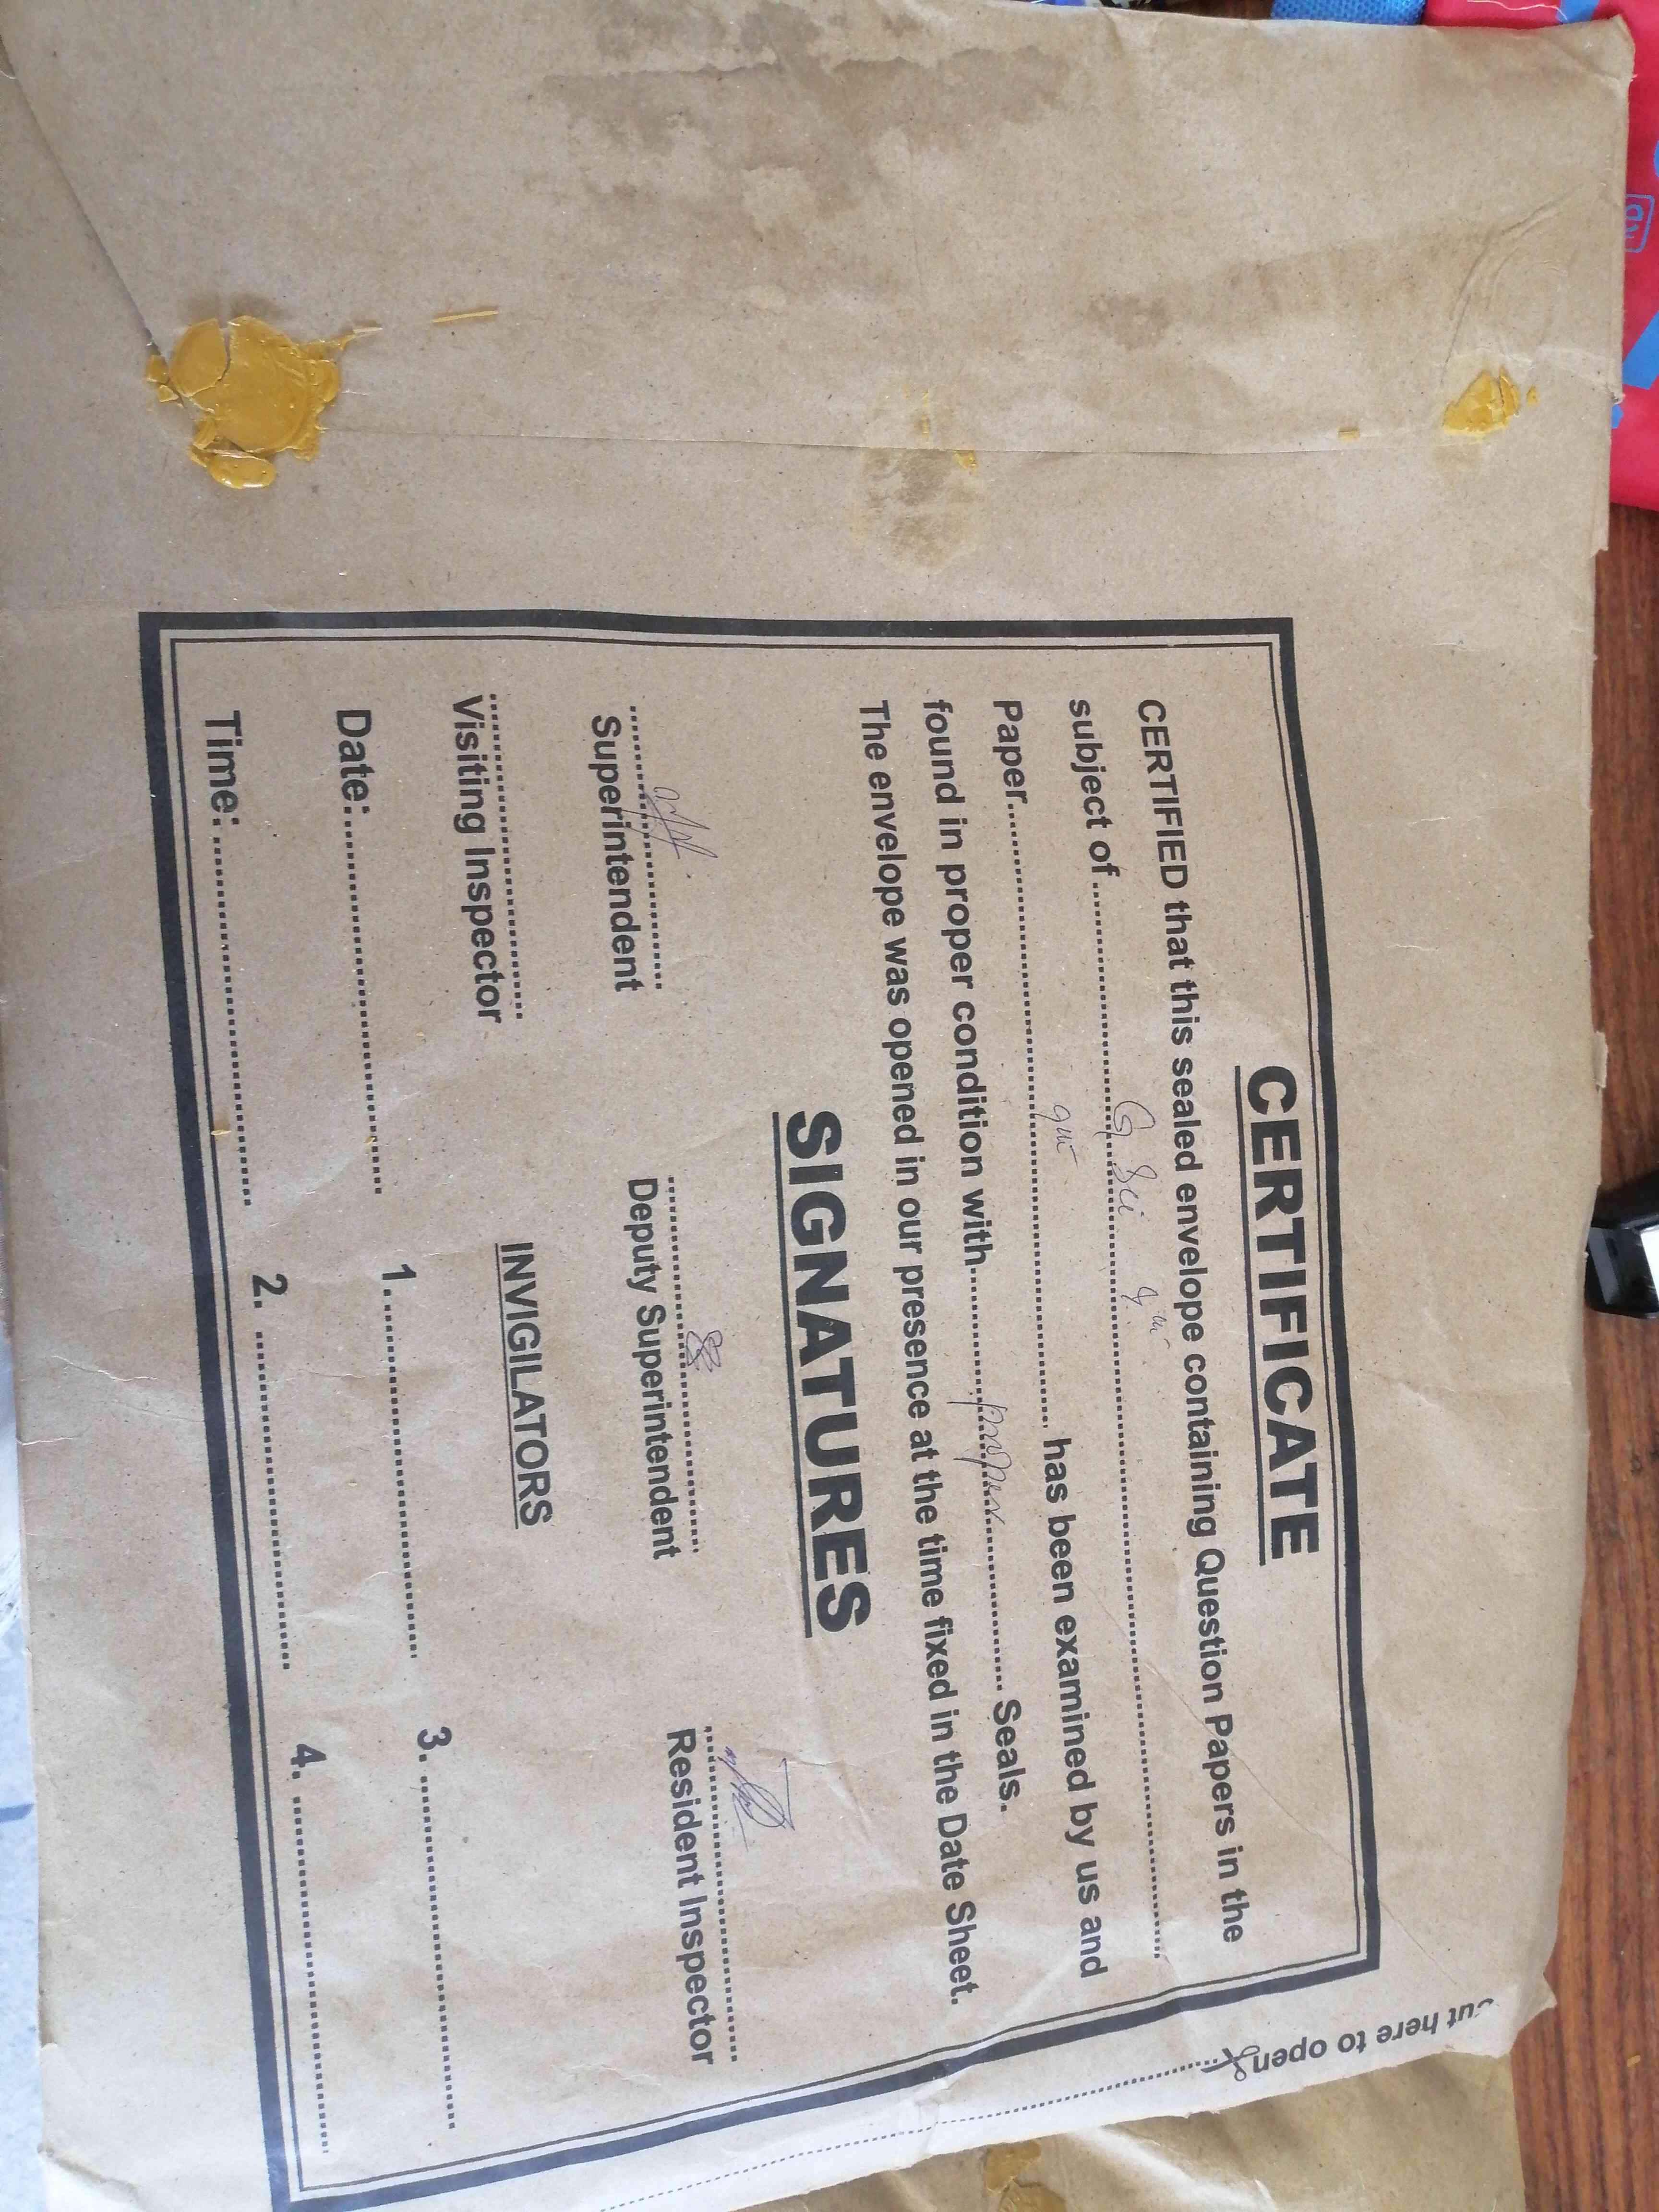 CERTIFICATE
CERTIFIED that this sealed envelope containing Question Papers in the
subject of.......... G Sci ..........
Paper.......... has been examined by us and
found in proper condition with.......... proper .......... Seals.
The envelope was opened in our presence at the time fixed in the Date Sheet.
SIGNATURES
Superintendent Deputy Superintendent Resident Inspector
Visiting Inspector INVIGILATORS
Date:.......... 1........... 3. ..........
Time:.......... 2. .......... 4. ..........
cut here to open